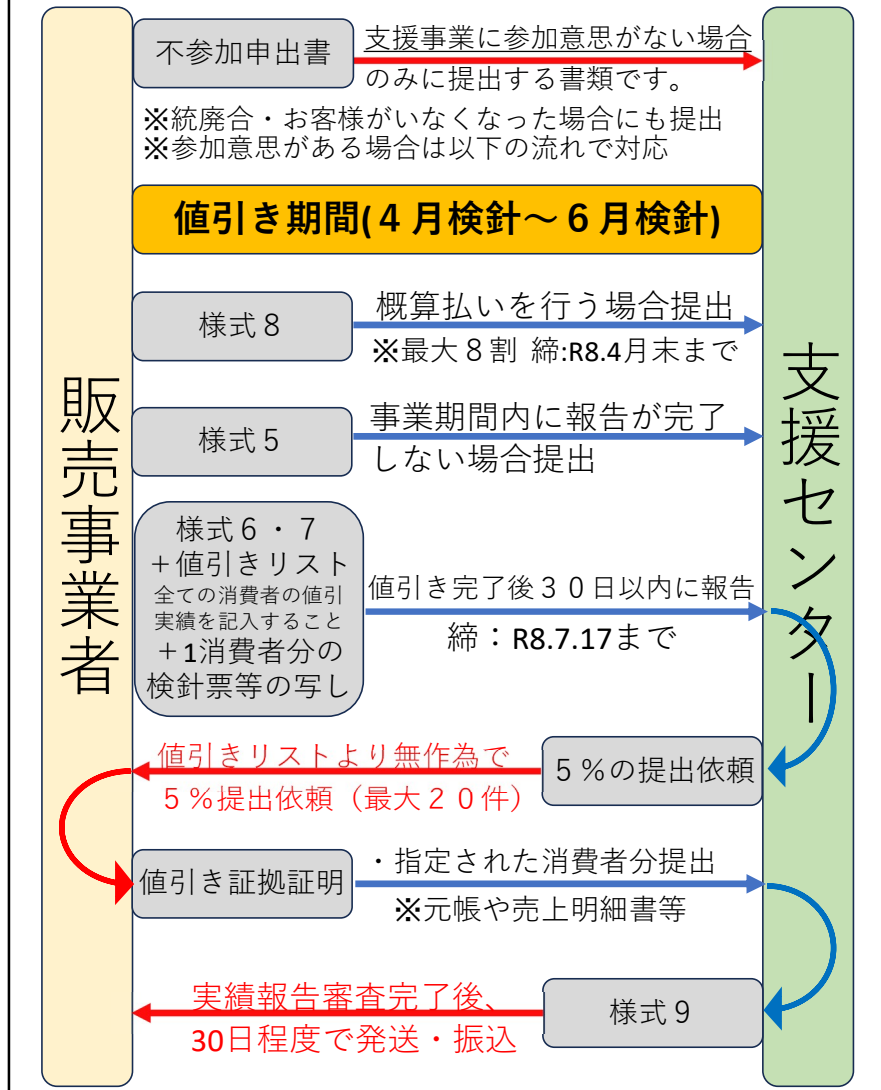 販売事業者
支援センター
不参加申出書
支援事業に参加意思がない場合
のみに提出する書類です。
※統廃合・お客様がいなくなった場合にも提出
※参加意思がある場合は以下の流れで対応
値引き期間(４月検針～６月検針)
様式８
概算払いを行う場合提出
※最大８割 締:R8.4月末まで
様式５
事業期間内に報告が完了
しない場合提出
様式６・７
＋値引きリスト
全ての消費者の値引
実績を記入すること
＋1消費者分の
検針票等の写し
値引き完了後３０日以内に報告
締：R8.7.17まで
値引きリストより無作為で
５%提出依頼（最大２０件）
５%の提出依頼
値引き証拠証明
・指定された消費者分提出
※元帳や売上明細書等
実績報告審査完了後、
30日程度で発送・振込
様式９